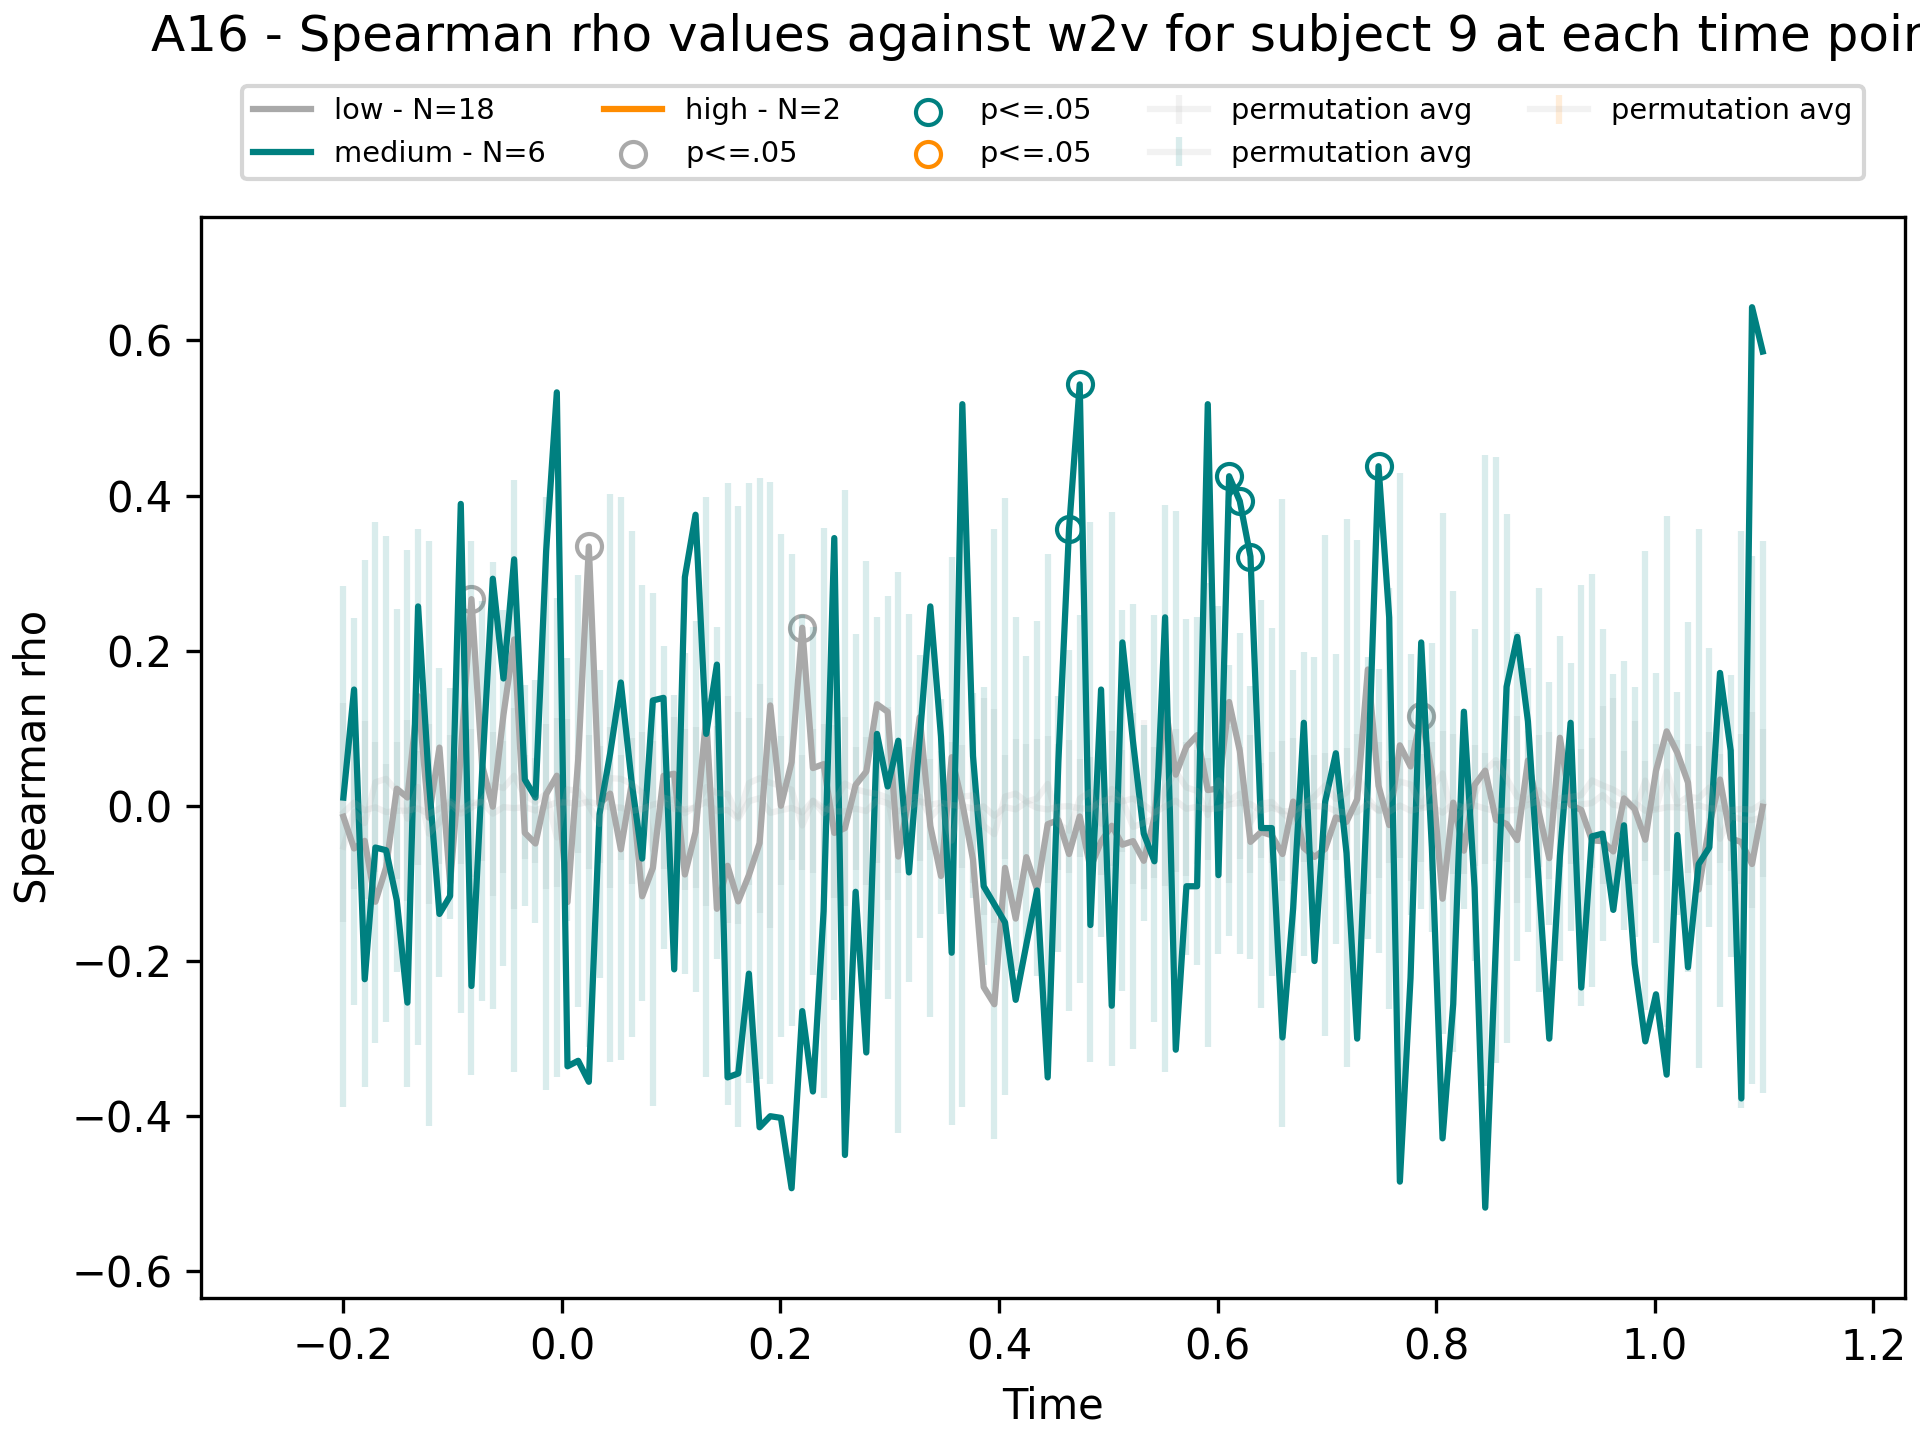 A16 - Spearman rho values against w2v for subject 9 at each time poin
low - N=18
medium - N=6
high - N=2
p<=.05
p<=.05
p<=.05
permutation avg
permutation avg
permutation avg
Spearman rho
0.6
0.4
0.2
0.0
−0.2
−0.4
−0.6
−0.2
0.0
0.2
0.4
0.6
0.8
1.0
1.2
Time